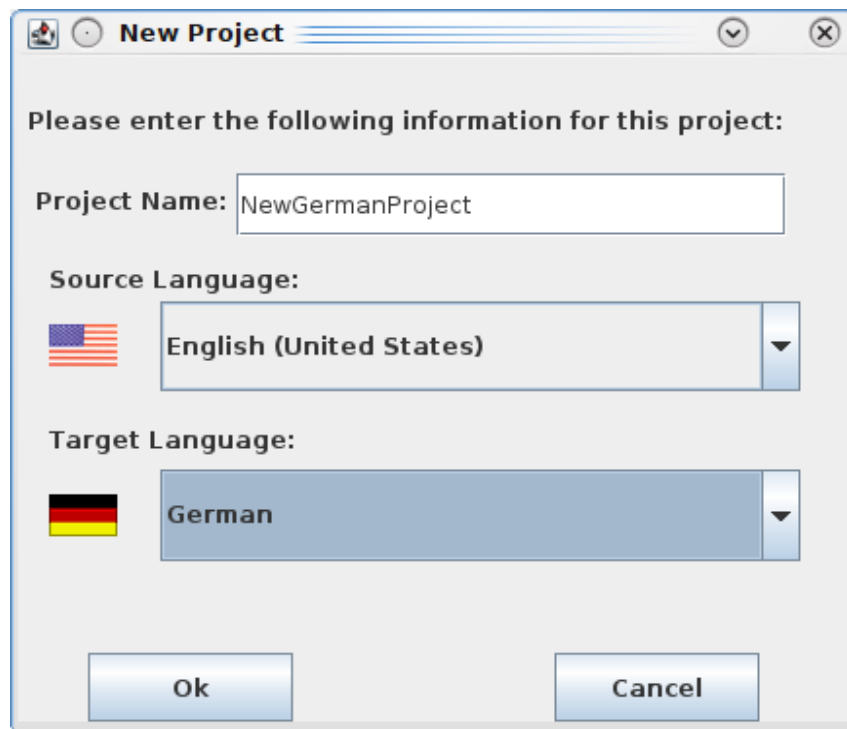 New Project
Please enter the following information for this project:
Project Name: NewGermanProject
Source Language:
English (United States)
Target Language:
German
Ok Cancel